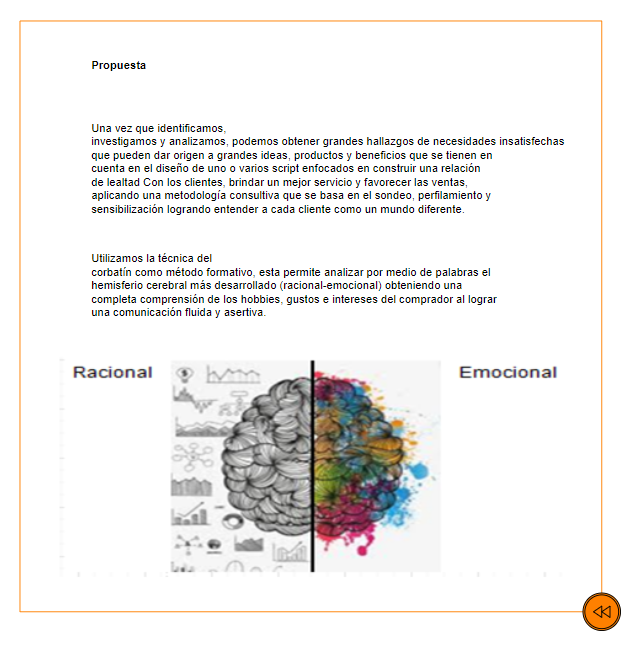 Propuesta
Una vez que identificamos,
investigamos y analizamos, podemos obtener grandes hallazgos de necesidades insatisfechas
que pueden dar origen a grandes ideas, productos y beneficios que se tienen en
cuenta en el diseño de uno o varios script enfocados en construir una relación
de lealtad Con los clientes, brindar un mejor servicio y favorecer las ventas,
aplicando una metodología consultiva que se basa en el sondeo, perfilamiento y
sensibilización logrando entender a cada cliente como un mundo diferente.
Utilizamos la técnica del
corbatín como método formativo, esta permite analizar por medio de palabras el
hemisferio cerebral más desarrollado (racional-emocional) obteniendo una
completa comprensión de los hobbies, gustos e intereses del comprador al lograr
una comunicación fluida y asertiva.
Racional
Emocional